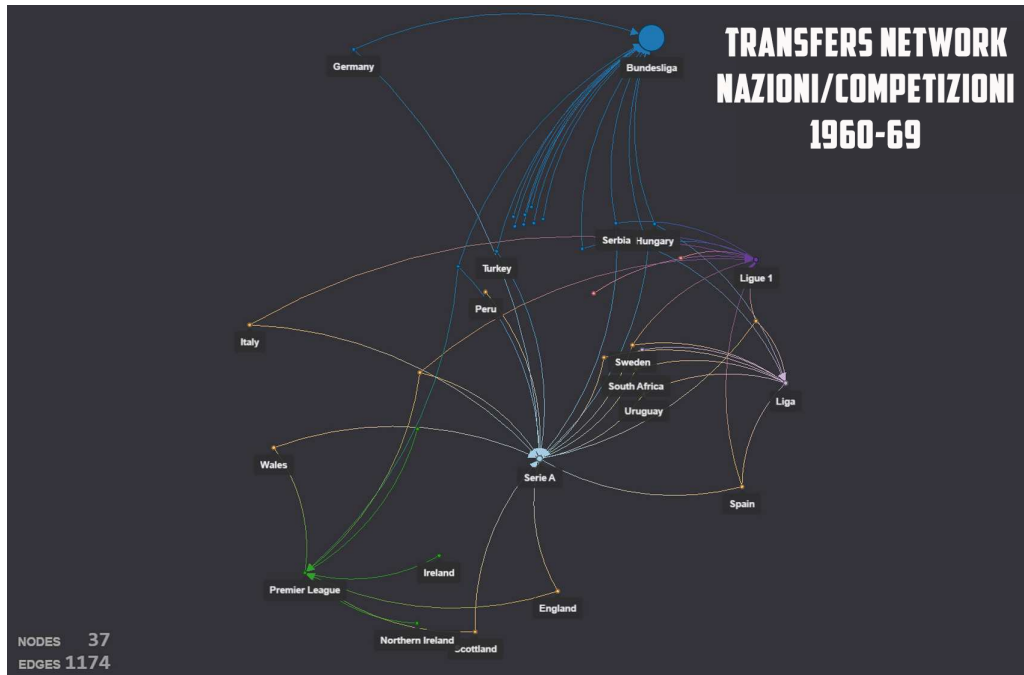 TRANSFERS NETWORK
NAZIONI/COMPETIZIONI
1960-69
Germany
Bundesliga
Serbia
Hungary
Turkey
Ligue 1
Peru
Italy
Sweden
South Africa
Liga
Uruguay
Wales
Serie A
Spain
Ireland
Premier League
England
Northern Ireland
Scotland
NODES 37
EDGES 1174